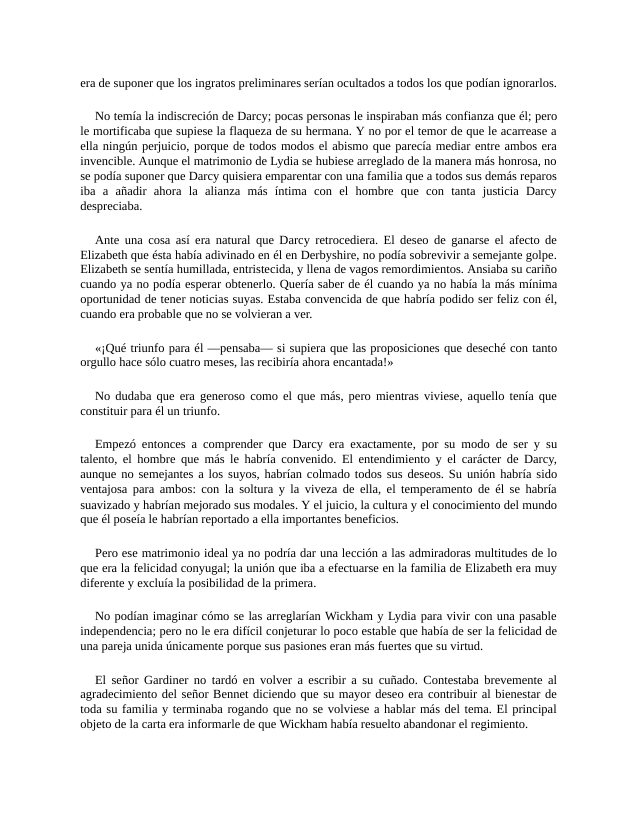 era de suponer que los ingratos preliminares serían ocultados a todos los que podían ignorarlos.
No temía la indiscreción de Darcy; pocas personas le inspiraban más confianza que él; pero
le mortificaba que supiese la flaqueza de su hermana. Y no por el temor de que le acarrease a
ella ningún perjuicio, porque de todos modos el abismo que parecía mediar entre ambos era
invencible. Aunque el matrimonio de Lydia se hubiese arreglado de la manera más honrosa, no
se podía suponer que Darcy quisiera emparentar con una familia que a todos sus demás reparos
iba a añadir ahora la alianza más íntima con el hombre que con tanta justicia Darcy
despreciaba.
Ante una cosa así era natural que Darcy retrocediera. El deseo de ganarse el afecto de
Elizabeth que ésta había adivinado en él en Derbyshire, no podía sobrevivir a semejante golpe.
Elizabeth se sentía humillada, entristecida, y llena de vagos remordimientos. Ansiaba su cariño
cuando ya no podía esperar obtenerlo. Quería saber de él cuando ya no había la más mínima
oportunidad de tener noticias suyas. Estaba convencida de que habría podido ser feliz con él,
cuando era probable que no se volvieran a ver.
«¡Qué triunfo para él —pensaba— si supiera que las proposiciones que deseché con tanto
orgullo hace sólo cuatro meses, las recibiría ahora encantada!»
No dudaba que era generoso como el que más, pero mientras viviese, aquello tenía que
constituir para él un triunfo.
Empezó entonces a comprender que Darcy era exactamente, por su modo de ser y su
talento, el hombre que más le habría convenido. El entendimiento y el carácter de Darcy,
aunque no semejantes a los suyos, habrían colmado todos sus deseos. Su unión habría sido
ventajosa para ambos: con la soltura y la viveza de ella, el temperamento de él se habría
suavizado y habrían mejorado sus modales. Y el juicio, la cultura y el conocimiento del mundo
que él poseía le habrían reportado a ella importantes beneficios.
Pero ese matrimonio ideal ya no podría dar una lección a las admiradoras multitudes de lo
que era la felicidad conyugal; la unión que iba a efectuarse en la familia de Elizabeth era muy
diferente y excluía la posibilidad de la primera.
No podían imaginar cómo se las arreglarían Wickham y Lydia para vivir con una pasable
independencia; pero no le era difícil conjeturar lo poco estable que había de ser la felicidad de
una pareja unida únicamente porque sus pasiones eran más fuertes que su virtud.
El señor Gardiner no tardó en volver a escribir a su cuñado. Contestaba brevemente al
agradecimiento del señor Bennet diciendo que su mayor deseo era contribuir al bienestar de
toda su familia y terminaba rogando que no se volviese a hablar más del tema. El principal
objeto de la carta era informarle de que Wickham había resuelto abandonar el regimiento.